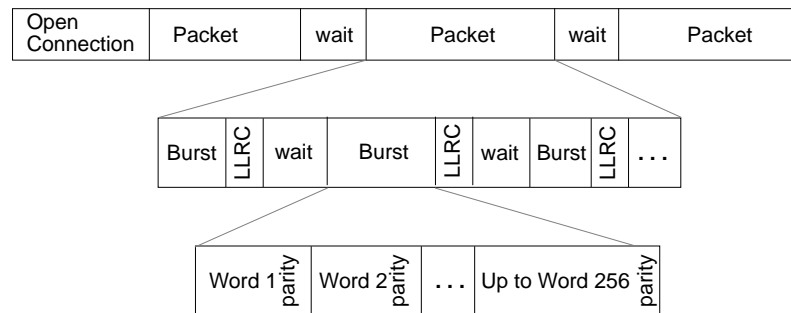 Open
Connection
Packet
wait
Packet
wait
Packet
Burst
LLRC
wait
Burst
LLRC
wait
Burst
LLRC
...
Word 1
parity
Word 2
parity
...
Up to Word 256
parity